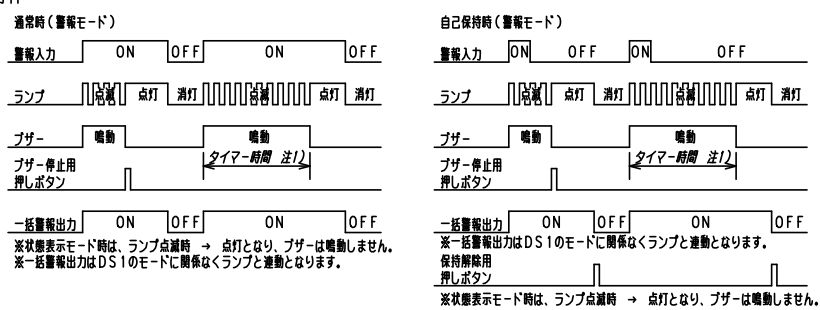 通常時(警報モード)
警報入力 ON OFF ON OFF
ランプ 点滅 点灯 消灯 点滅 点灯 消灯
ブザー 鳴動 鳴動
タイマー時間 注1)
ブザー停止用
押しボタン
一括警報出力 ON OFF ON OFF
※状態表示モード時は、ランプ点滅時 → 点灯となり、ブザーは鳴動しません。
※一括警報出力はDS1のモードに関係なくランプと連動となります。
自己保持時(警報モード)
警報入力 ON OFF ON OFF
ランプ 点滅 点灯 消灯 点滅 点灯 消灯
ブザー 鳴動 鳴動
タイマー時間 注1)
ブザー停止用
押しボタン
一括警報出力 ON OFF ON OFF
※一括警報出力はDS1のモードに関係なくランプと連動となります。
保持解除用
押しボタン
※状態表示モード時は、ランプ点滅時 → 点灯となり、ブザーは鳴動しません。